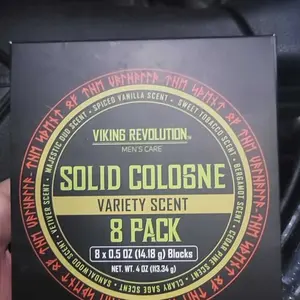 VIKING REVOLUTION™
MEN'S CARE
SOLID COLOGNE
VARIETY SCENT
8 PACK
8 x 0.5 OZ (14.18 g) Blocks
NET. WT. 4 OZ (113.34g)
SPICED VANILLA SCENT •
SWEET TOBACCO SCENT •
BERGAMOT SCENT •
CEDAR PINE SCENT •
CLARY SAGE SCENT •
SANDALWOOD SCENT •
VETIVER SCENT •
MAJESTIC OUD SCENT •